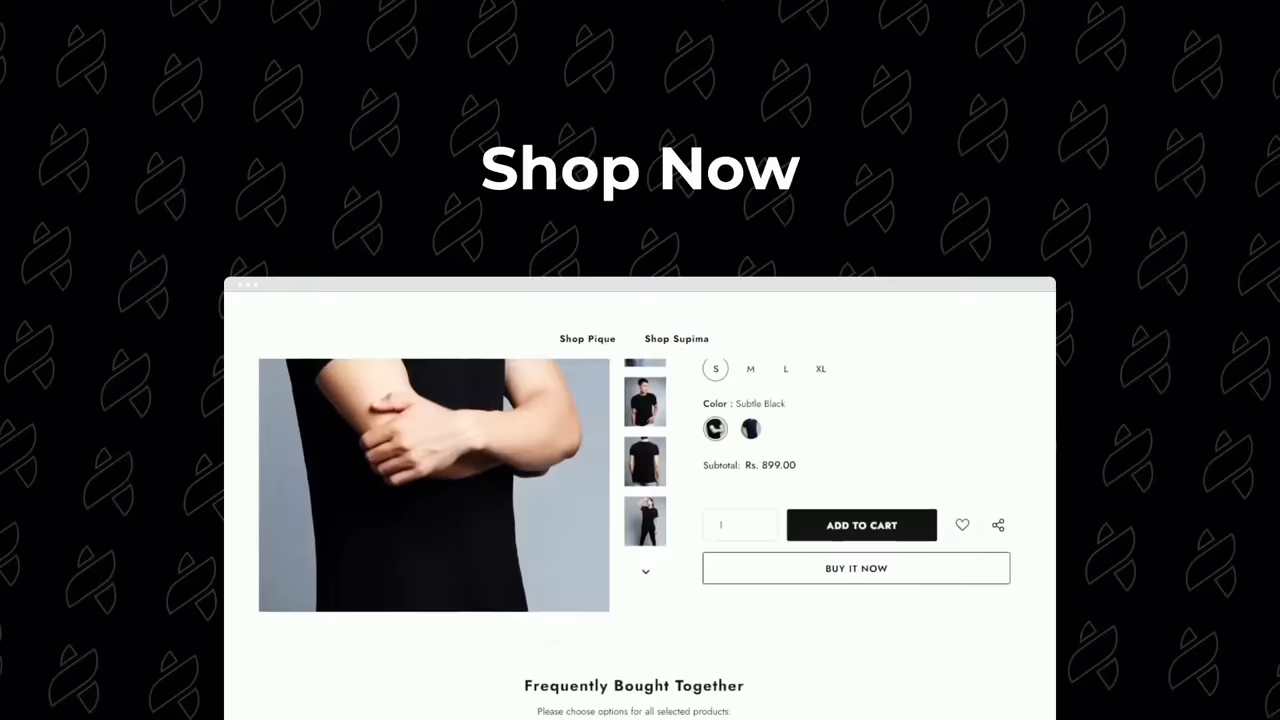 Shop Now
Shop Pique Shop Supima
S M L XL
Color : Subtle Black
Subtotal: Rs. 899.00
1 ADD TO CART
BUY IT NOW
Frequently Bought Together
Please choose options for all selected products: